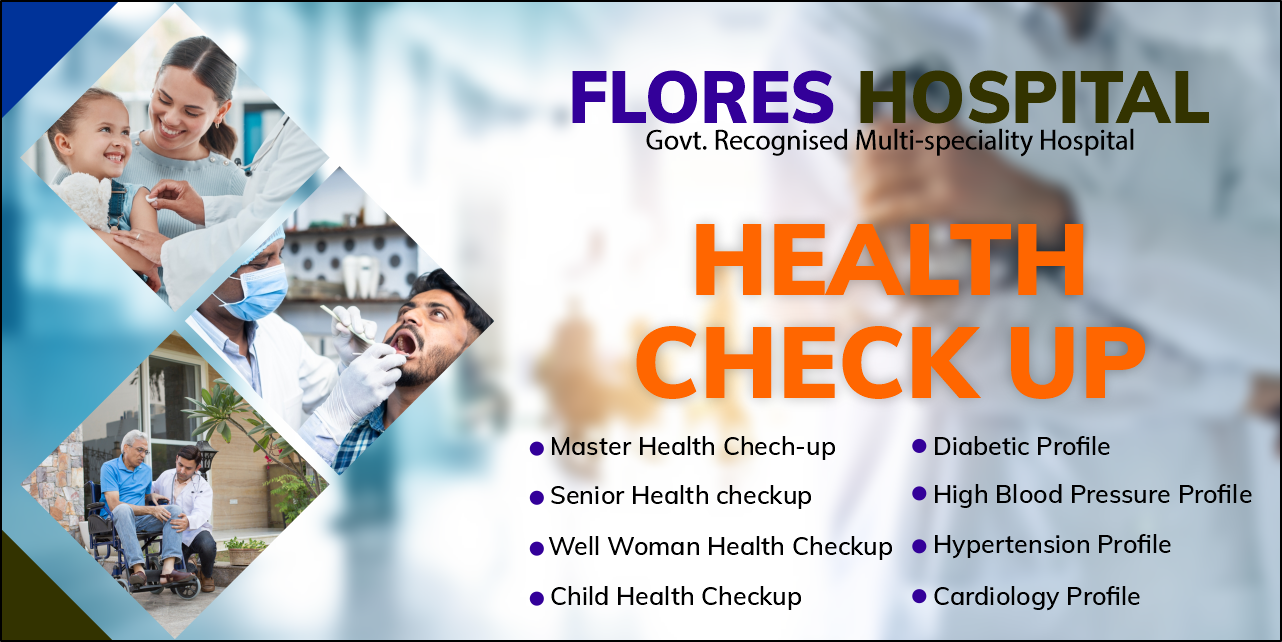 FLORES HOSPITAL
Govt. Recognised Multi-speciality Hospital
HEALTH
CHECK UP
Master Health Chech-up
Senior Health checkup
Well Woman Health Checkup
Child Health Checkup
Diabetic Profile
High Blood Pressure Profile
Hypertension Profile
Cardiology Profile